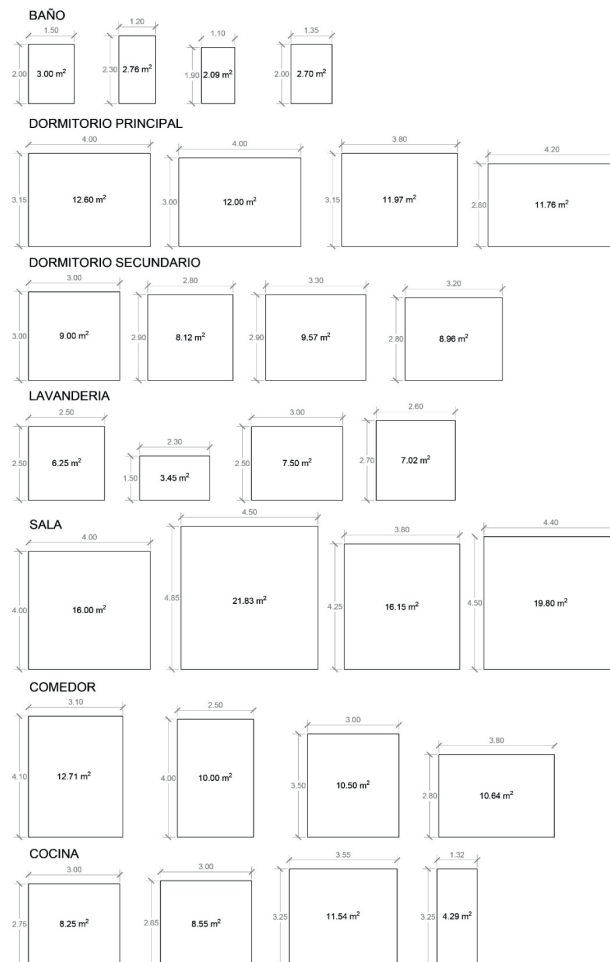 BAÑO
1.50 1.20 1.10 1.35
2.00 3.00 m² 2.30 2.76 m² 1.90 2.09 m² 2.00 2.70 m²
DORMITORIO PRINCIPAL
4.00 4.00 3.80 4.20
3.15 12.60 m² 3.00 12.00 m² 3.15 11.97 m² 2.80 11.76 m²
DORMITORIO SECUNDARIO
3.00 2.80 3.30 3.20
3.00 9.00 m² 2.90 8.12 m² 2.90 9.57 m² 2.80 8.96 m²
LAVANDERIA
2.50 2.30 3.00 2.60
2.50 6.25 m² 1.50 3.45 m² 2.50 7.50 m² 2.70 7.02 m²
SALA
4.00 4.50 3.80 4.40
4.00 16.00 m² 4.85 21.83 m² 4.25 16.15 m² 4.50 19.80 m²
COMEDOR
3.10 2.50 3.00 3.80
4.10 12.71 m² 4.00 10.00 m² 3.50 10.50 m² 2.80 10.64 m²
COCINA
3.00 3.00 3.55 1.32
2.75 8.25 m² 2.85 8.55 m² 3.25 11.54 m² 3.25 4.29 m²